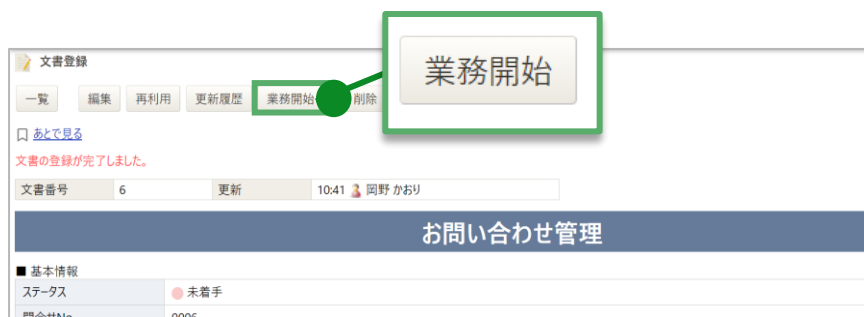 業務開始
文書登録
一覧 編集 再利用 更新履歴 業務開始 削除
あとで見る
文書の登録が完了しました。
文書番号 6 更新 10:41 岡野 かおり
お問い合わせ管理
■ 基本情報
ステータス 未着手